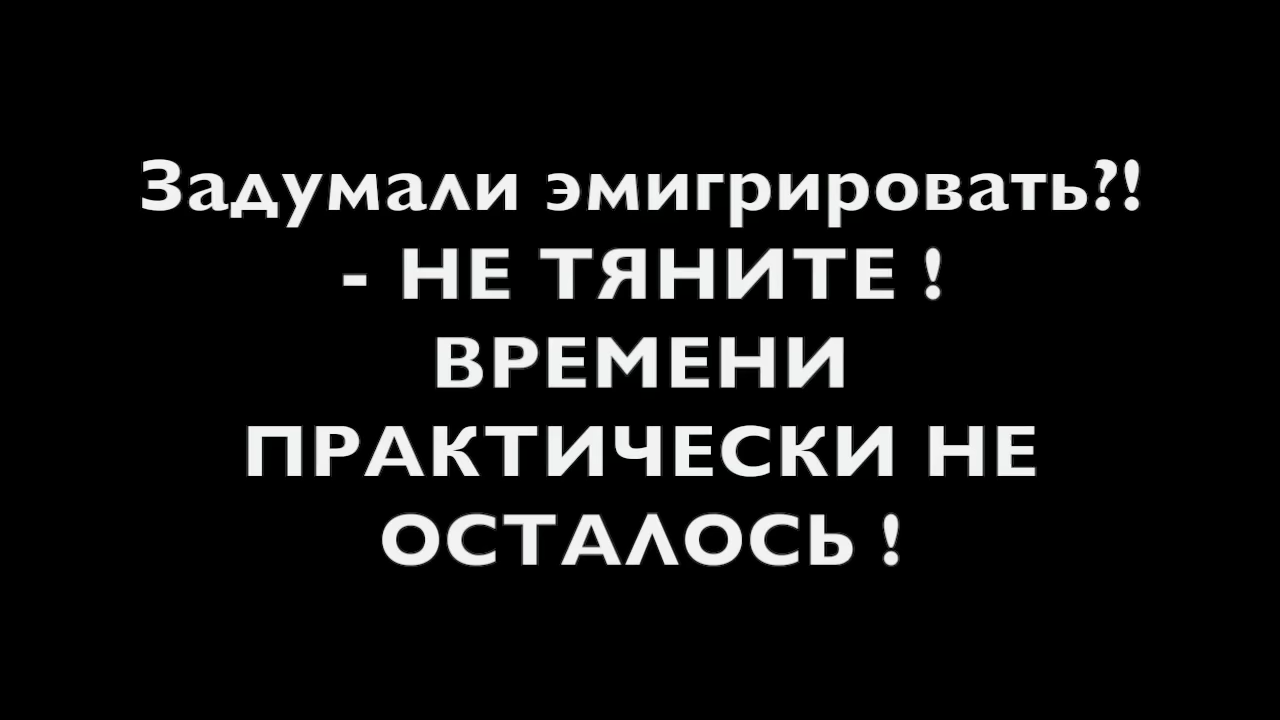 Задумали эмигрировать?!
- НЕ ТЯНИТЕ !
ВРЕМЕНИ
ПРАКТИЧЕСКИ НЕ
ОСТАЛОСЬ !